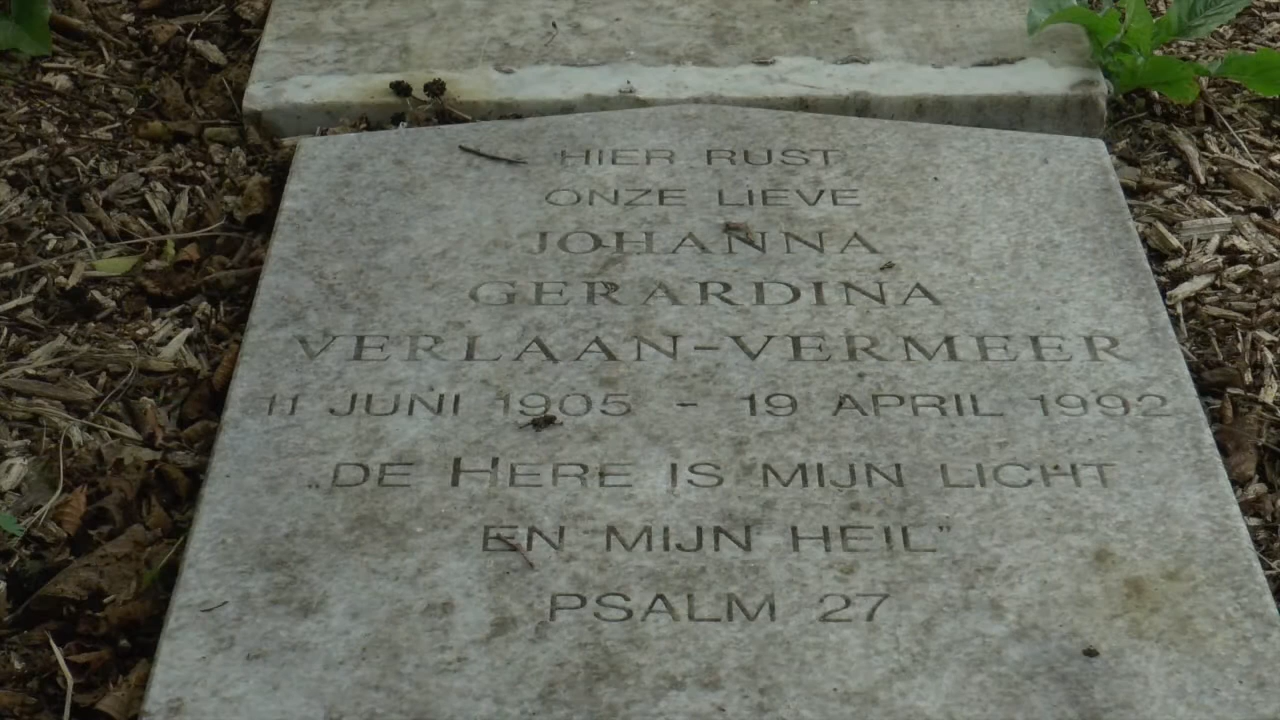 HIER RUST
ONZE LIEVE
JOHANNA
GERARDINA
VERLAAN-VERMEER
11 JUNI 1905 - 19 APRIL 1992
„DE HERE IS MIJN LICHT
EN MIJN HEIL”
PSALM 27